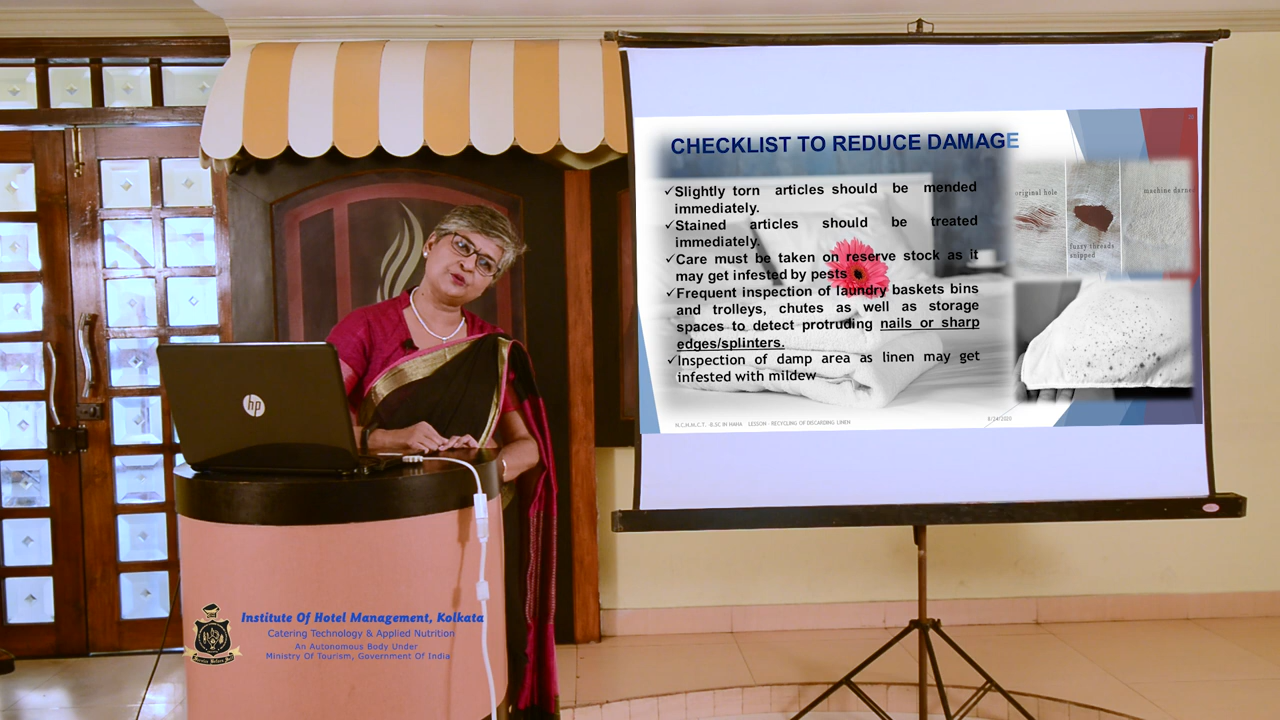 CHECKLIST TO REDUCE DAMAGE
✓Slightly torn articles should be mended
immediately.
✓Stained articles should be treated
immediately.
✓Care must be taken on reserve stock as it
may get infested by pests
✓Frequent inspection of laundry baskets bins
and trolleys, chutes as well as storage
spaces to detect protruding nails or sharp
edges/splinters.
✓Inspection of damp area as linen may get
infested with mildew
original hole
fuzzy threads
snipped
machine
N.C.H.M.C.T. -B.SC IN HAHA LESSON - RECYCLING OF DISCARDING LINEN
8/24/2020
hp
Institute Of Hotel Management, Kolkata
Catering Technology & Applied Nutrition
An Autonomous Body Under
Ministry Of Tourism, Government Of India